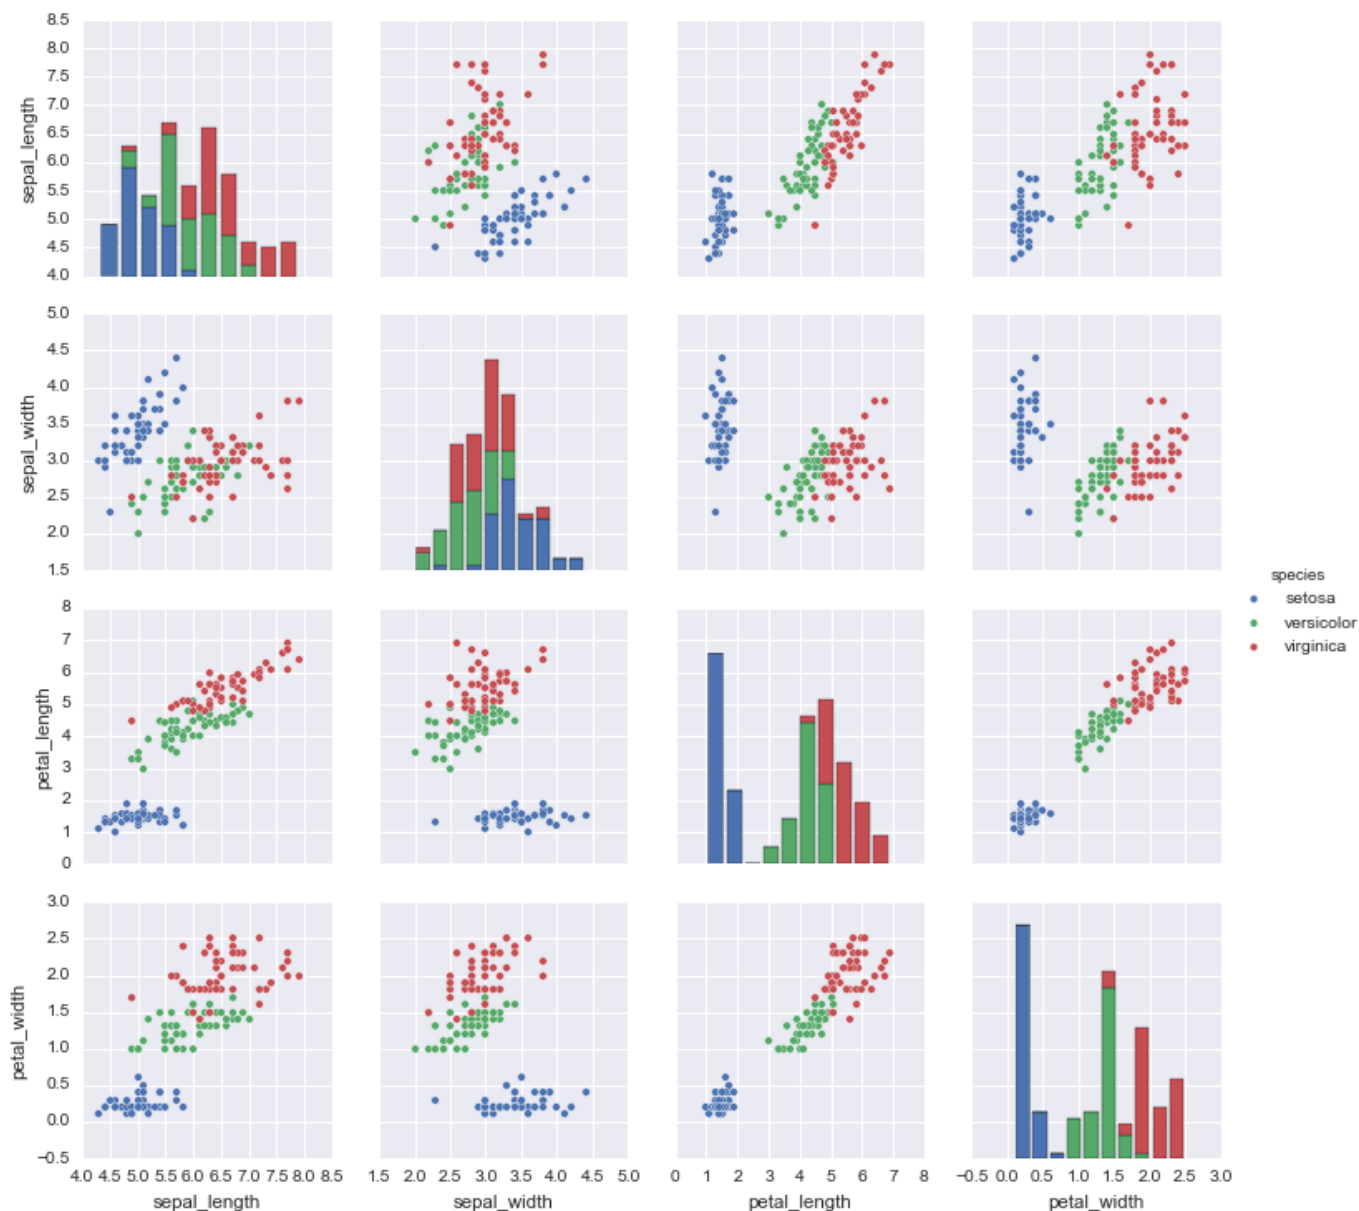 8.5
8.0
7.5
7.0
6.5
6.0
5.5
5.0
4.5
4.0
sepal_length
5.0
4.5
4.0
3.5
3.0
2.5
2.0
1.5
sepal_width
species
setosa
versicolor
virginica
8
7
6
5
4
3
2
1
0
petal_length
3.0
2.5
2.0
1.5
1.0
0.5
0.0
−0.5
petal_width
4.0 4.5 5.0 5.5 6.0 6.5 7.0 7.5 8.0 8.5
sepal_length
1.5 2.0 2.5 3.0 3.5 4.0 4.5 5.0
sepal_width
0 1 2 3 4 5 6 7 8
petal_length
−0.5 0.0 0.5 1.0 1.5 2.0 2.5 3.0
petal_width